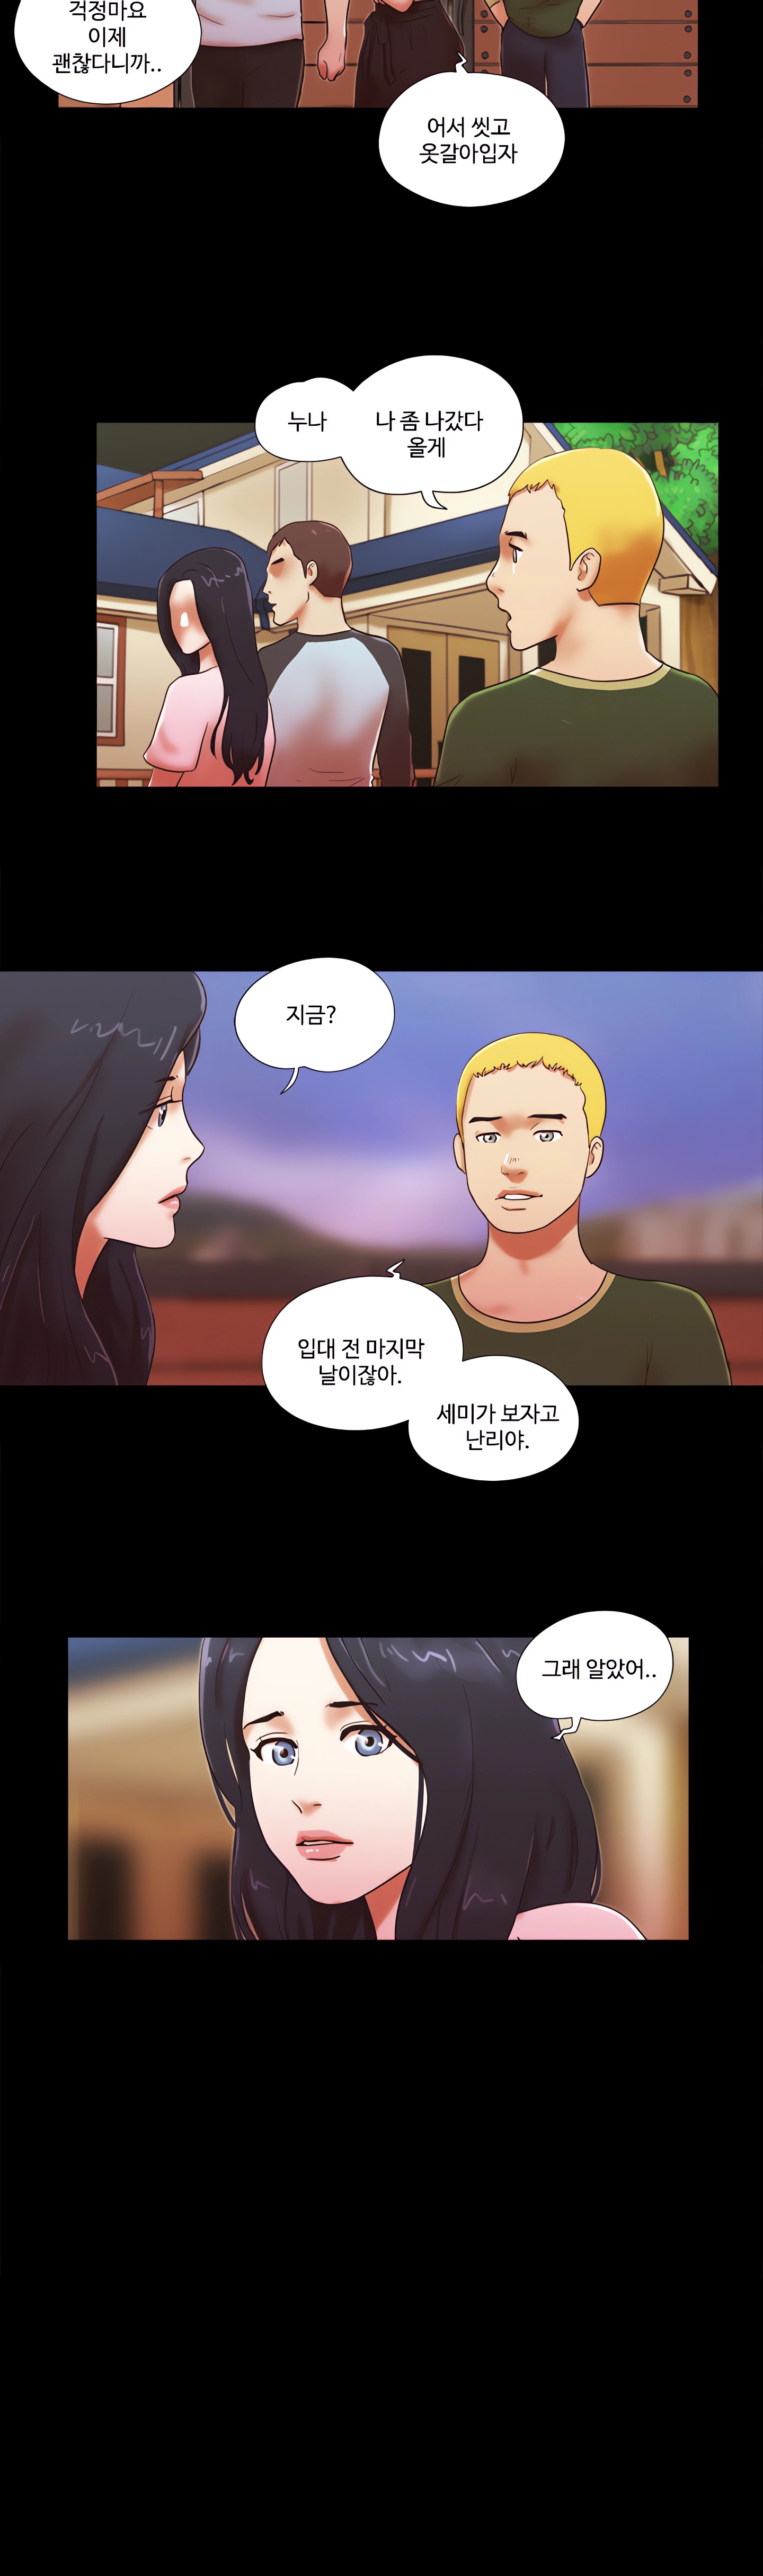 걱정마요
이제
괜찮다니까..
어서 씻고
옷갈아입자
누나
나 좀 나갔다
올게
지금?
입대 전 마지막
날이잖아.
세미가 보자고
난리야.
그래 알았어..